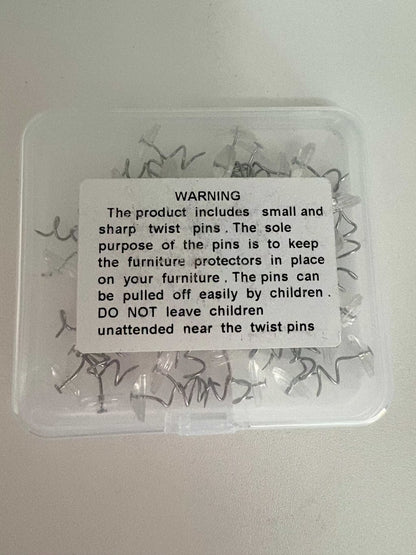 WARNING
The product includes small and
sharp twist pins . The sole
purpose of the pins is to keep
the furniture protectors in place
on your furniture . The pins can
be pulled off easily by children .
DO NOT leave children
unattended near the twist pins